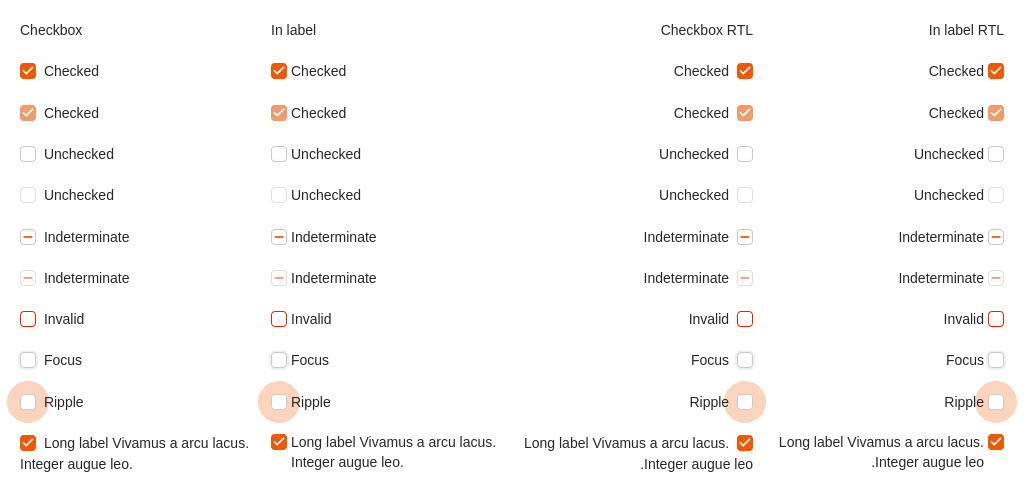 Checkbox In label Checkbox RTL In label RTL
Checked Checked Checked Checked
Checked Checked Checked Checked
Unchecked Unchecked Unchecked Unchecked
Unchecked Unchecked Unchecked Unchecked
Indeterminate Indeterminate Indeterminate Indeterminate
Indeterminate Indeterminate Indeterminate Indeterminate
Invalid Invalid Invalid Invalid
Focus Focus Focus Focus
Ripple Ripple Ripple Ripple
Long label Vivamus a arcu lacus. Long label Vivamus a arcu lacus. Long label Vivamus a arcu lacus. Long label Vivamus a arcu lacus.
Integer augue leo. Integer augue leo. .Integer augue leo .Integer augue leo